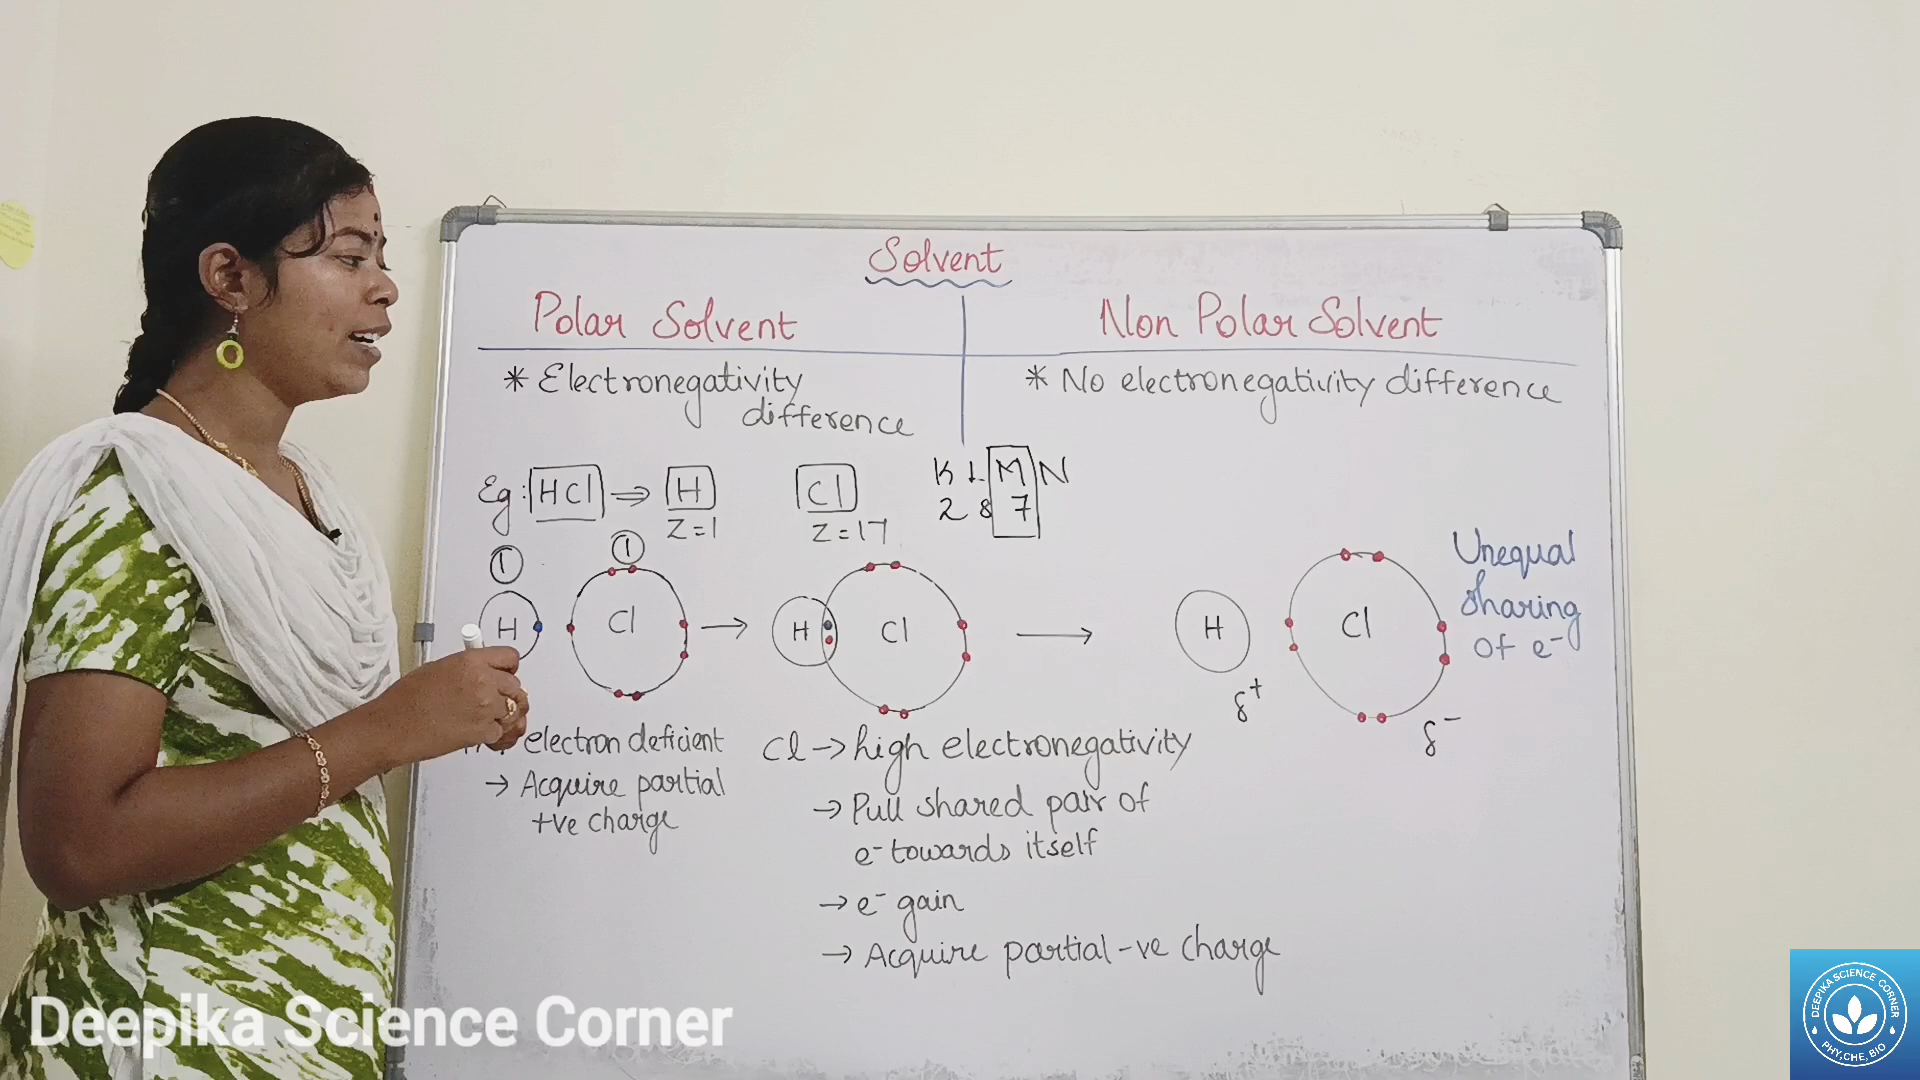 Solvent
Polar Solvent
Non Polar Solvent
* Electronegativity
difference
* No electronegativity difference
Eg: HCl ⇒ H
Z=1
Cl
Z=17
K L M N
2 8 7
1
1
H
Cl
→
H
Cl
→
H
Cl
δ+
δ-
Unequal
sharing
of e-
electron deficient
→ Acquire partial
+ve charge
Cl → high electronegativity
→ Pull shared pair of
e- towards itself
→ e- gain
→ Acquire partial -ve charge
Deepika Science Corner
DEEPIKA SCIENCE CORNER
PHY, CHE, BIO